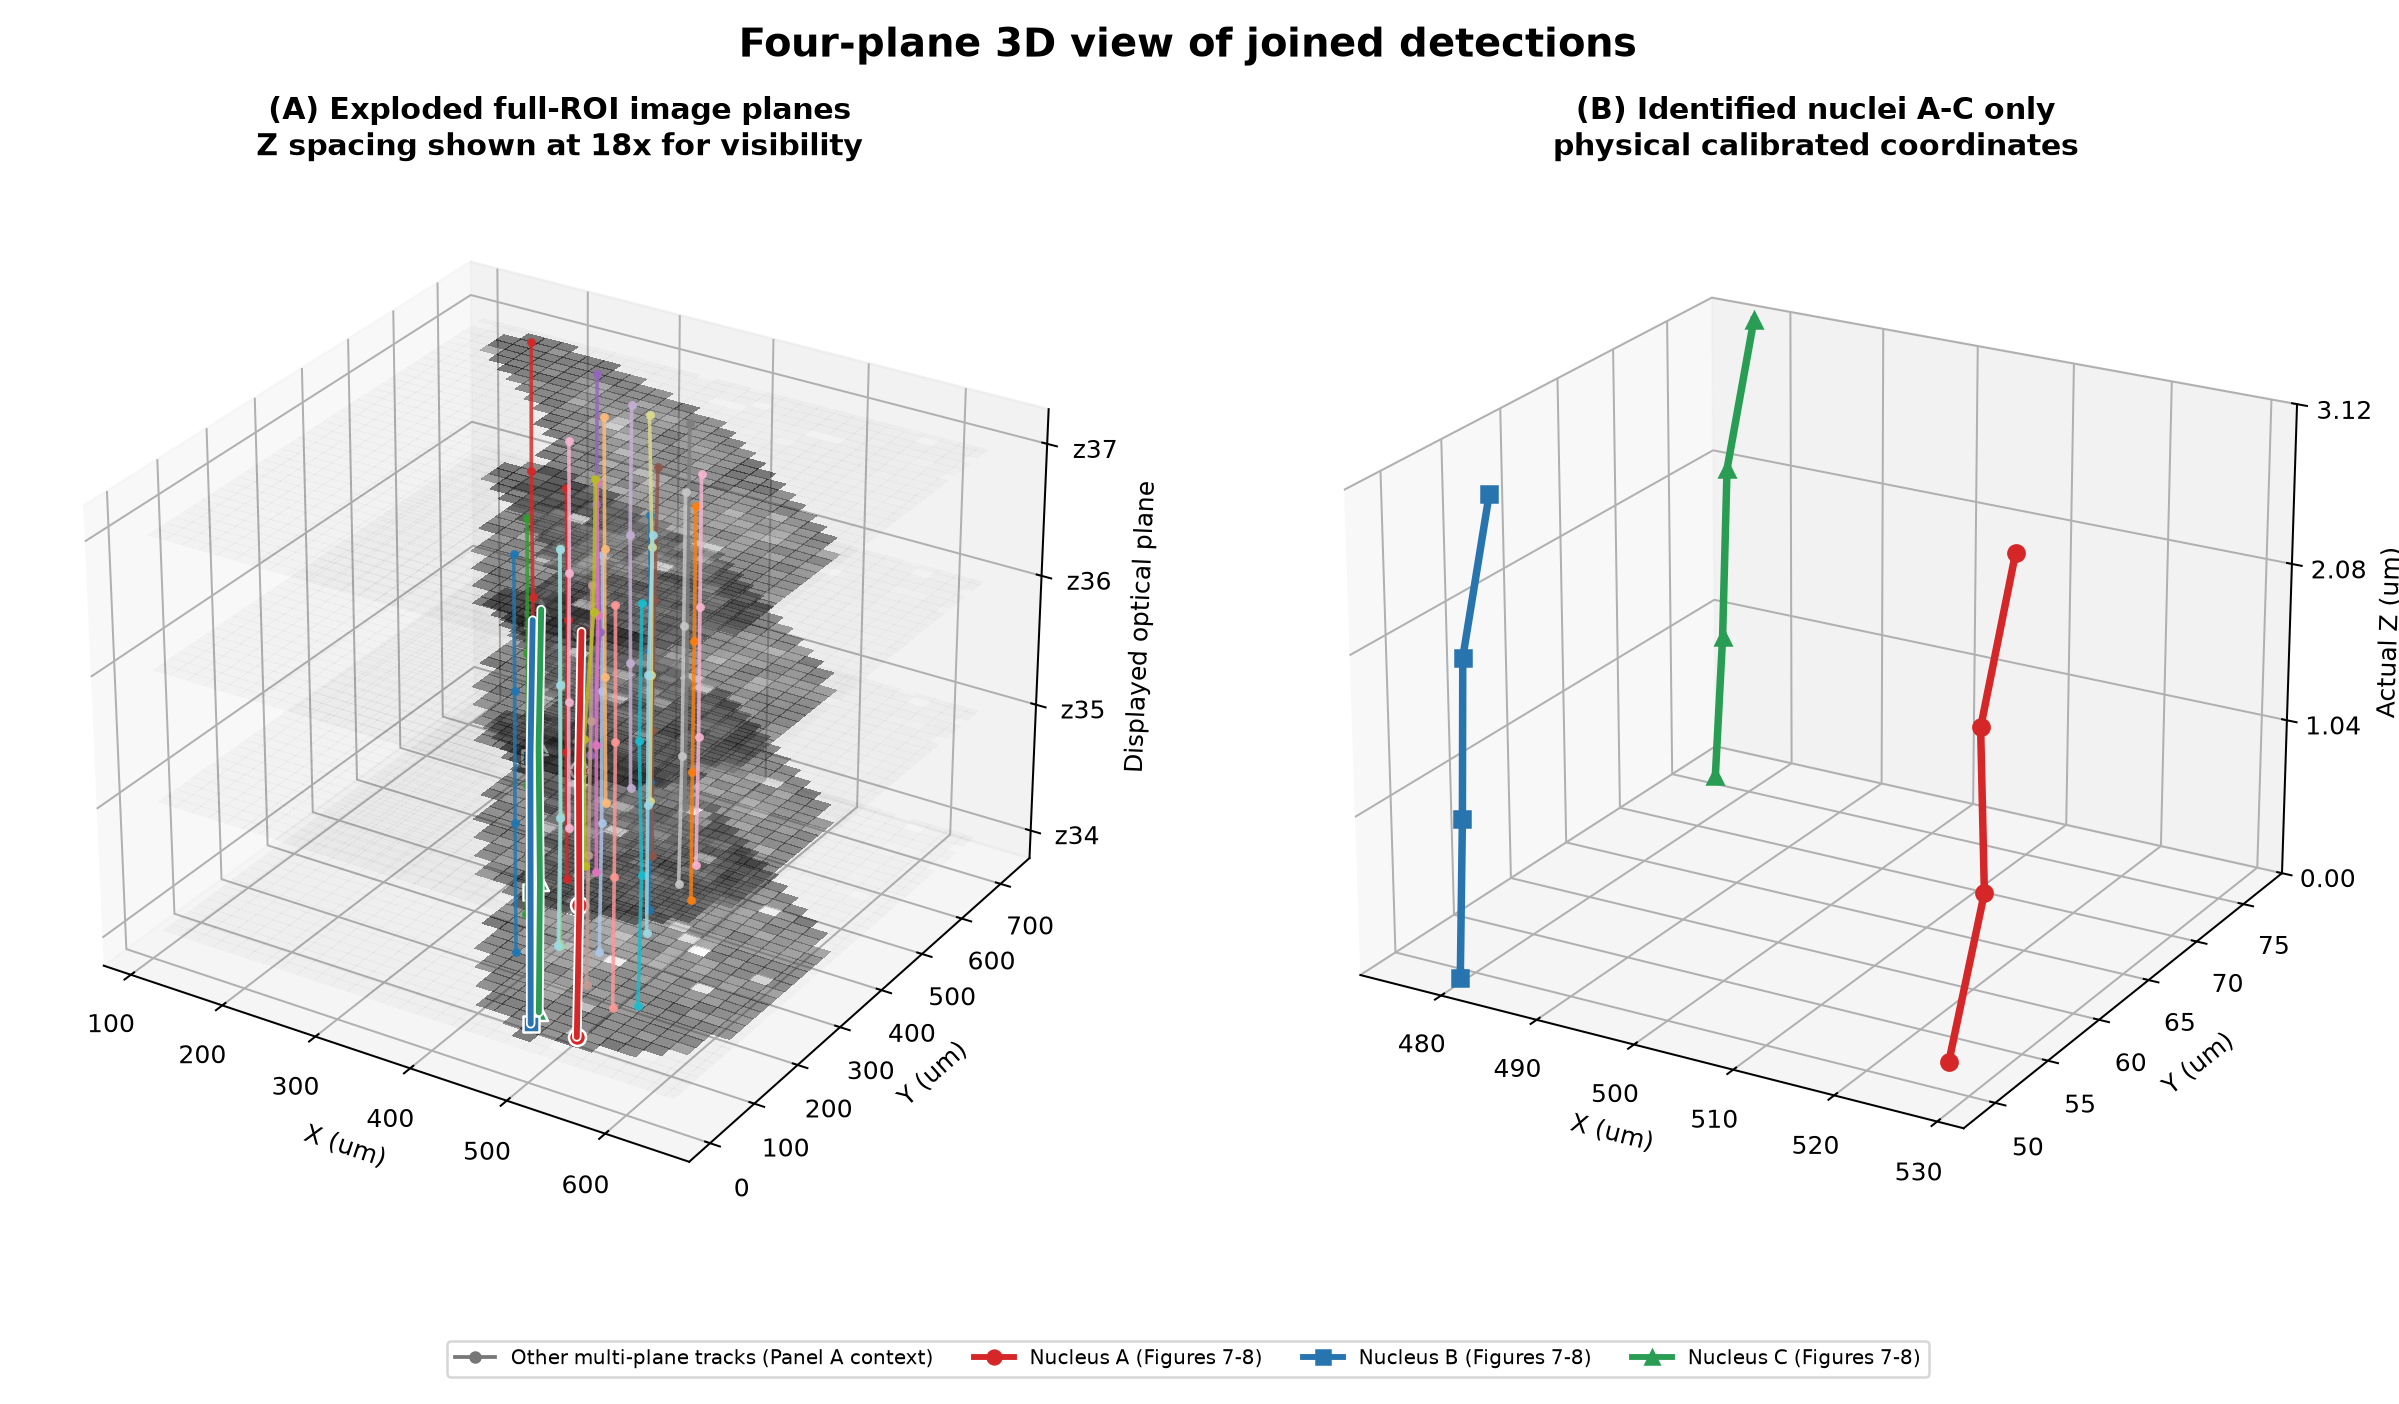 Four-plane 3D view of joined detections
(A) Exploded full-ROI image planes
Z spacing shown at 18x for visibility
z37
z36
z35
z34
Displayed optical plane
100
200
300
400
500
600
X (um)
0
100
200
300
400
500
600
700
Y (um)
(B) Identified nuclei A-C only
physical calibrated coordinates
3.12
2.08
1.04
0.00
Actual Z (um)
480
490
500
510
520
530
X (um)
50
55
60
65
70
75
Y (um)
Other multi-plane tracks (Panel A context)
Nucleus A (Figures 7-8)
Nucleus B (Figures 7-8)
Nucleus C (Figures 7-8)